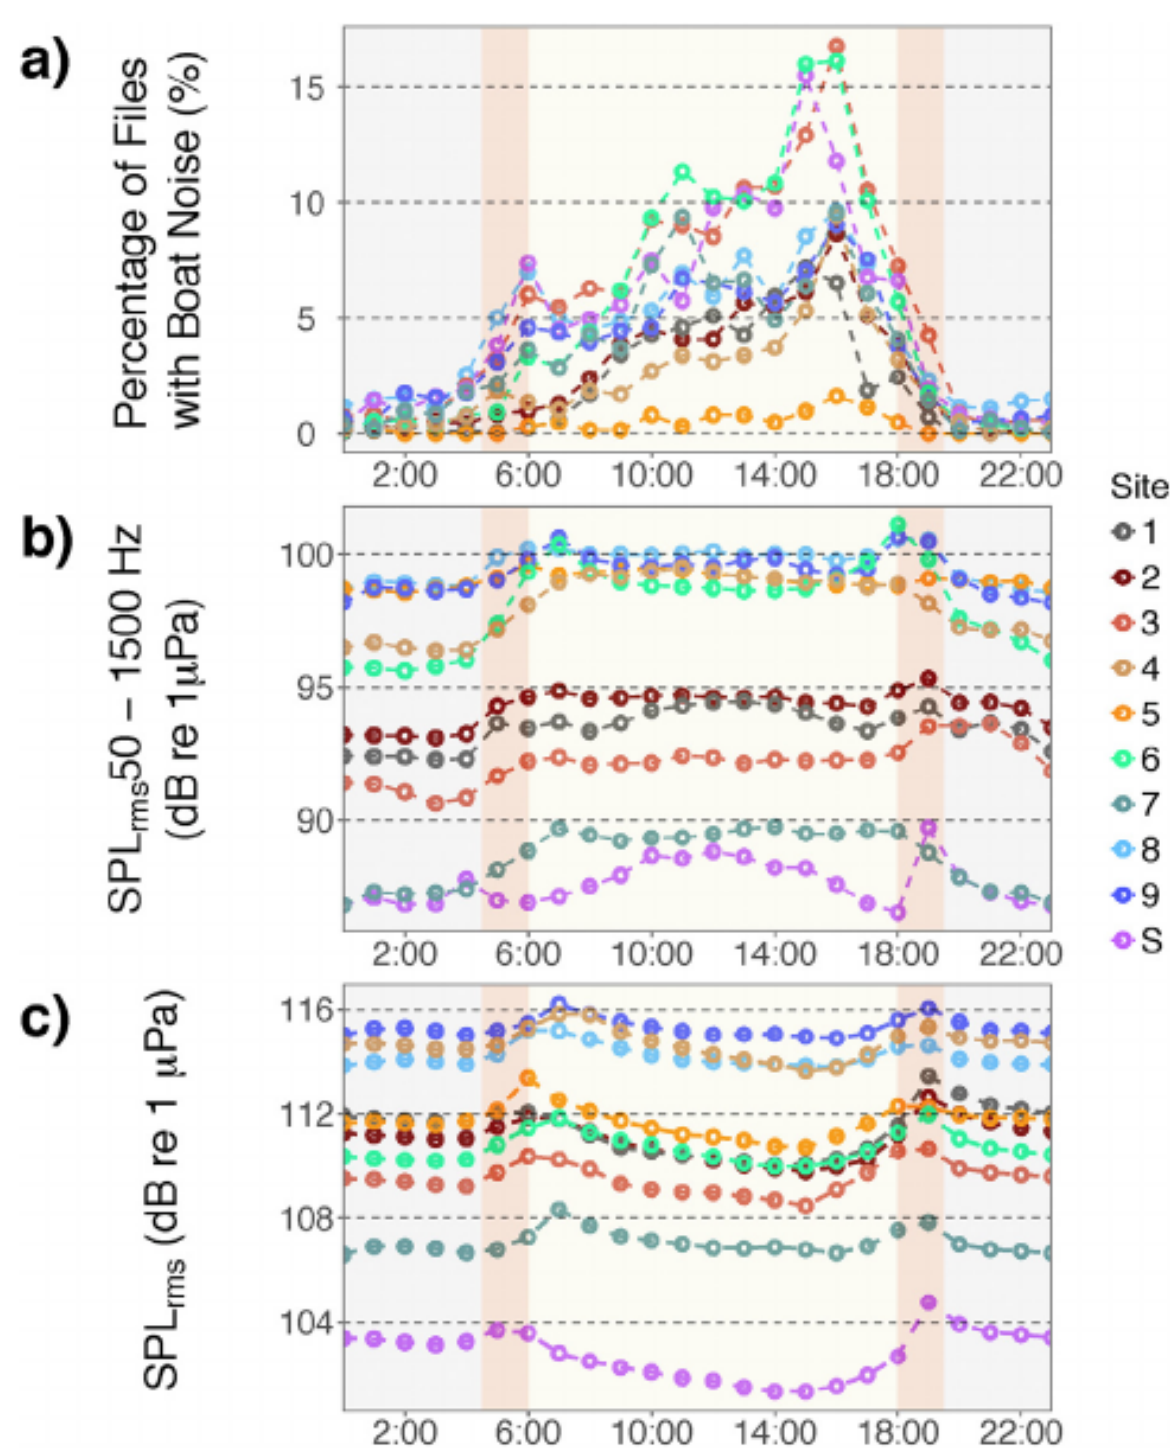 a)
Percentage of Files
with Boat Noise (%)
15
10
5
0
2:00 6:00 10:00 14:00 18:00 22:00
b)
SPLrms50 – 1500 Hz
(dB re 1μPa)
100
95
90
2:00 6:00 10:00 14:00 18:00 22:00
Site
1
2
3
4
5
6
7
8
9
S
c)
SPLrms (dB re 1 μPa)
116
112
108
104
2:00 6:00 10:00 14:00 18:00 22:00